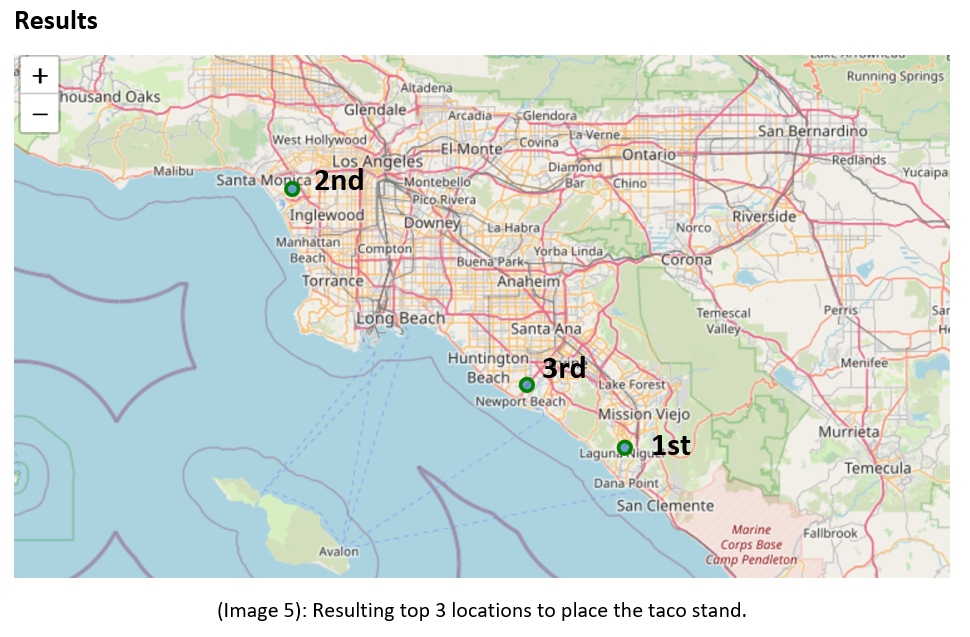 Results
+
−
Altadena
Running Springs
housand Oaks
Glendale
Arcadia
Glendora
La Verne
San Bernardino
West Hollywood
El Monte
Covina
Ontario
Los Angeles
Diamond
Bar
Redlands
Malibu
Santa Monica
2nd
Montebello
Chino
Yucaipa
Pico Rivera
Inglewood
Downey
La Habra
Norco
Riverside
Manhattan
Beach
Compton
Buena Park
Yorba Linda
Corona
Torrance
Anaheim
Long Beach
Santa Ana
Temescal
Valley
Perris
San
He
Huntington
Beach
3rd
Menifee
Lake Forest
Newport Beach
Mission Viejo
Murrieta
Laguna Niguel
1st
Temecula
Dana Point
San Clemente
Marine
Corps Base
Camp Pendleton
Fallbrook
Avalon
(Image 5): Resulting top 3 locations to place the taco stand.